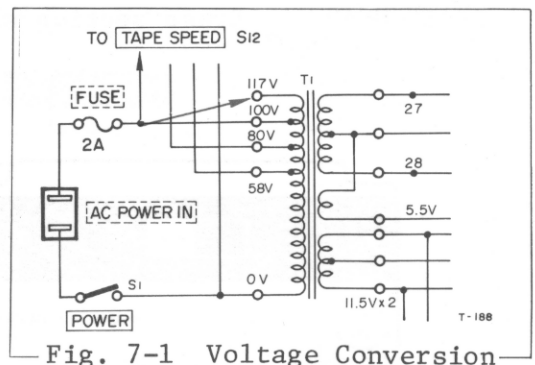 TO TAPE SPEED S12
117V
T1
FUSE
100V
27
2A
80V
58V
28
AC POWER IN
5.5V
S1
0V
11.5V×2
POWER
T-188
Fig. 7-1 Voltage Conversion